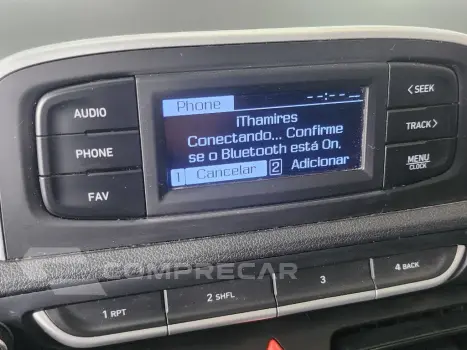 Phone
--:--
iThamires
Conectando... Confirme
se o Bluetooth está On,
1 Cancelar 2 Adicionar
AUDIO
PHONE
FAV
<SEEK
TRACK>
MENU
CLOCK
COMPRECAR
1 RPT
2 SHFL
3
4 BACK